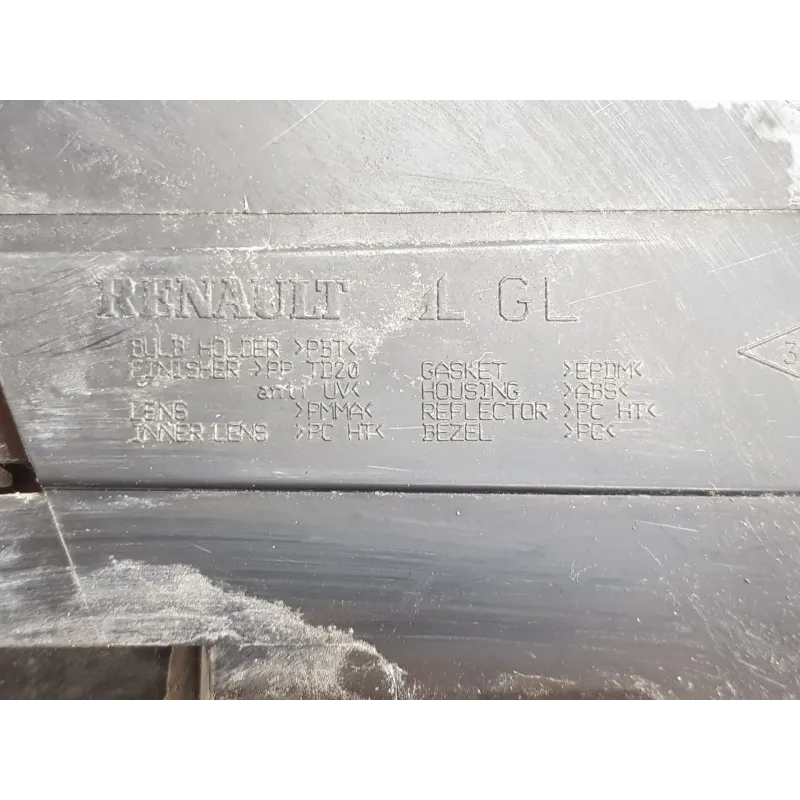 RENAULT L GL
BULB HOLDER >PBT<
FINISHER >PP TD20
anti UV<
LENS >PMMA<
INNER LENS >PC HT<
GASKET >EPDM<
HOUSING >ABS<
REFLECTOR >PC HT<
BEZEL >PC<
3